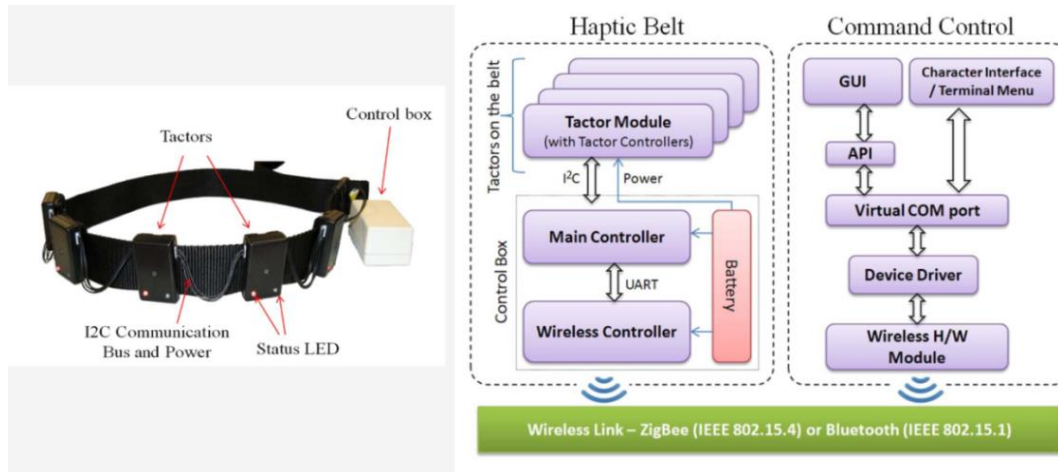 Control box
Tactors
I2C Communication
Bus and Power
Status LED
Haptic Belt
Command Control
Tactors on the belt
Tactor Module
(with Tactor Controllers)
I²C
Power
Control Box
Main Controller
UART
Wireless Controller
Battery
GUI
Character Interface
/ Terminal Menu
API
Virtual COM port
Device Driver
Wireless H/W
Module
Wireless Link – ZigBee (IEEE 802.15.4) or Bluetooth (IEEE 802.15.1)